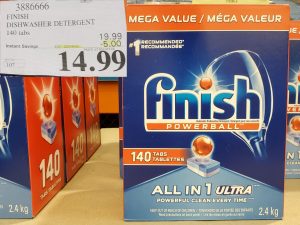 3886666
FINISH
DISHWASHER DETERGENT
140 tabs
19.99
Instant Savings
-5.00
14.99
107
MEGA VALUE / MÉGA VALEUR
#1 RECOMMENDED*
RECOMMANDÉE*
finish
POWERBALL
140 TABS
TABLETTES
ALL IN 1 ULTRA
POWERFUL CLEAN EVERY TIME
2.4 kg
140
140
2.4 kg